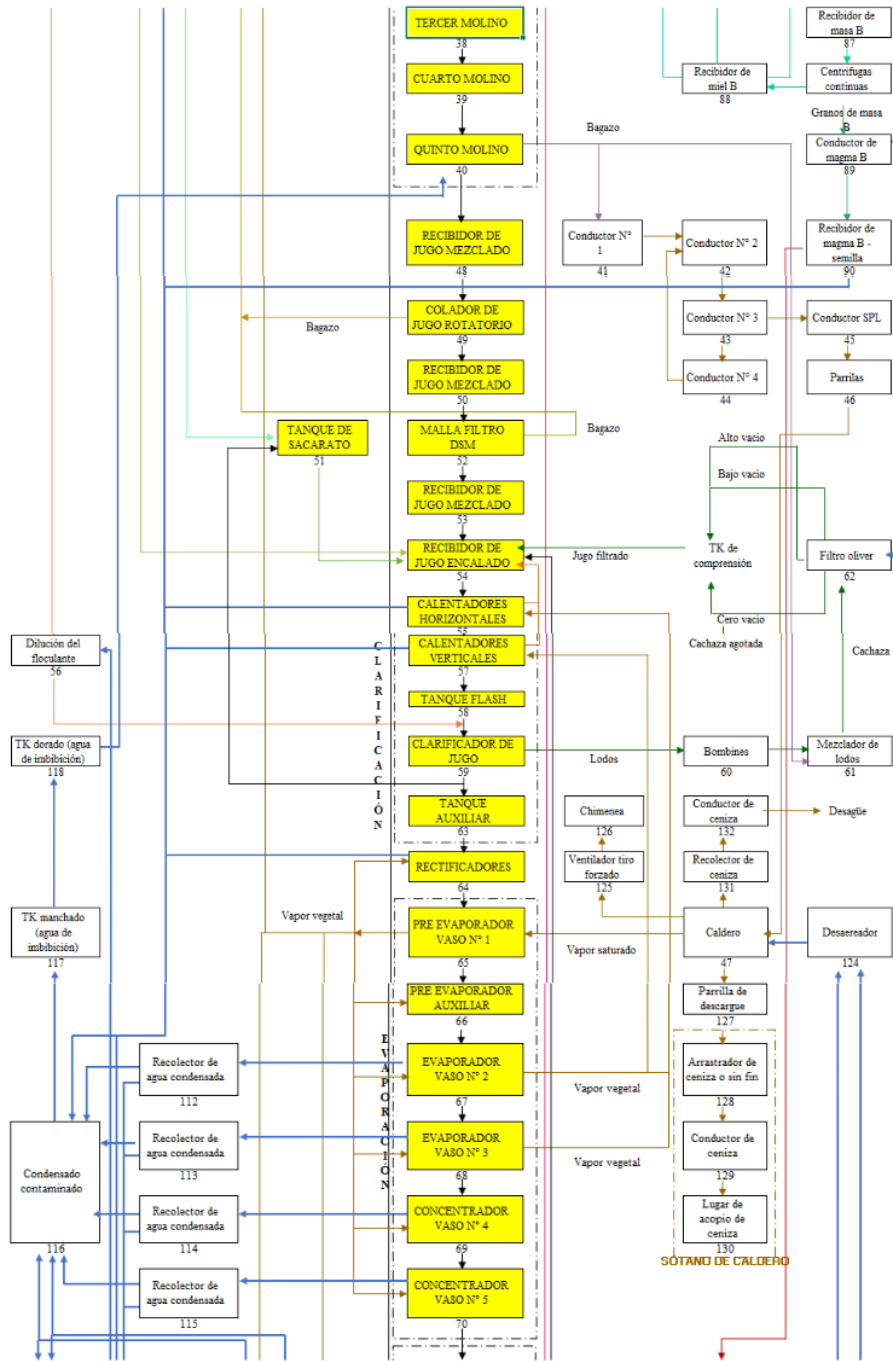 TERCER MOLINO
38
CUARTO MOLINO
39
QUINTO MOLINO
40
Recibidor de
masa B
87
Centrifugas
continuas
Recibidor de
miel B
88
Granos de masa
B
Conductor de
magma B
89
Recibidor de
magma B -
semilla
90
Bagazo
RECIBIDOR DE
JUGO MEZCLADO
48
Conductor N°
1
41
Conductor N° 2
42
COLADOR DE
JUGO ROTATORIO
49
Bagazo
Conductor N° 3
43
Conductor SPL
45
RECIBIDOR DE
JUGO MEZCLADO
50
Conductor N° 4
44
Parrilas
46
TANQUE DE
SACARATO
51
MALLA FILTRO
DSM
52
Bagazo
Alto vacio
Bajo vacio
RECIBIDOR DE
JUGO MEZCLADO
53
RECIBIDOR DE
JUGO ENCALADO
54
Jugo filtrado
TK de
comprensión
Filtro oliver
62
CALENTADORES
HORIZONTALES
55
Cero vacio
Cachaza agotada
Cachaza
CLARIFICACIÓN
Dilución del
floculante
56
CALENTADORES
VERTICALES
57
TANQUE FLASH
58
TK dorado (agua
de imbibición)
118
CLARIFICADOR DE
JUGO
59
Lodos
Bombines
60
Mezclador de
lodos
61
TANQUE
AUXILIAR
63
Chimenea
126
Conductor de
ceniza
132
Desagüe
RECTIFICADORES
64
Ventilador tiro
forzado
125
Recolector de
ceniza
131
TK manchado
(agua de
imbibición)
117
Vapor vegetal
PRE EVAPORADOR
VASO N° 1
65
Vapor saturado
Caldero
47
Desaereador
124
PRE EVAPORADOR
AUXILIAR
66
Parrilla de
descargue
127
EVAPORACIÓN
Recolector de
agua condensada
112
EVAPORADOR
VASO N° 2
67
Vapor vegetal
Arrastrador de
ceniza o sin fin
128
Condensado
contaminado
116
Recolector de
agua condensada
113
EVAPORADOR
VASO N° 3
68
Vapor vegetal
Conductor de
ceniza
129
Recolector de
agua condensada
114
CONCENTRADOR
VASO N° 4
69
Lugar de
acopio de
ceniza
130
SÓTANO DE CALDERO
Recolector de
agua condensada
115
CONCENTRADOR
VASO N° 5
70